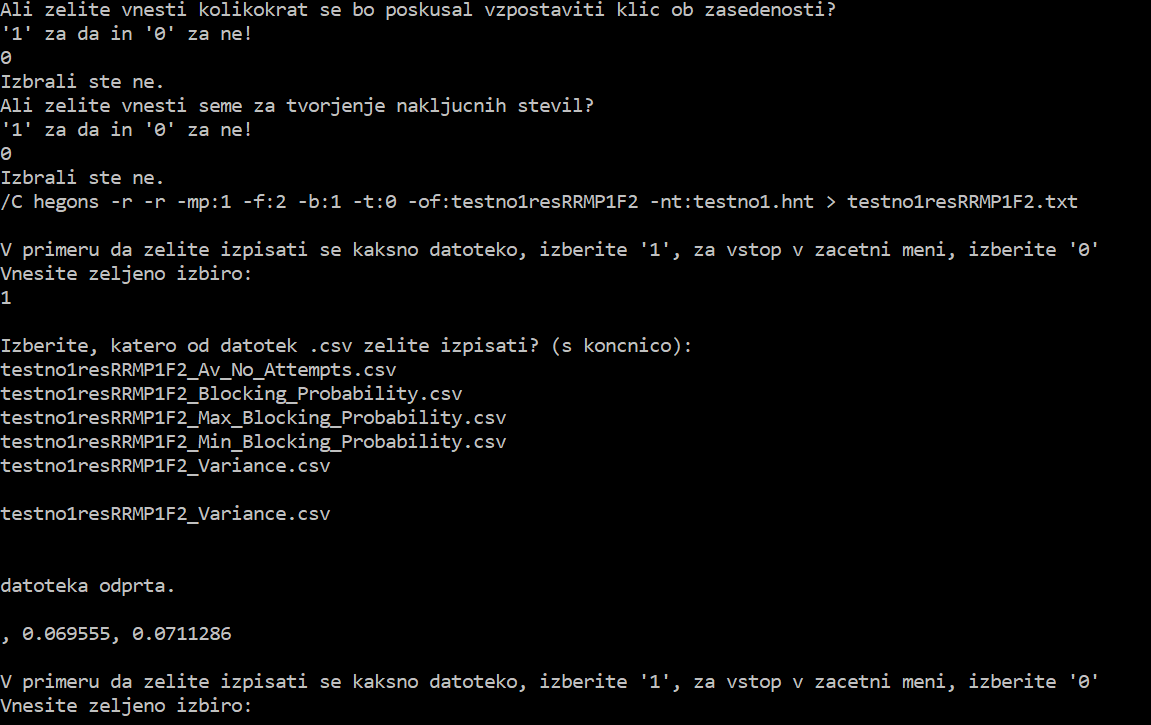 Ali zelite vnesti kolikokrat se bo poskusal vzpostaviti klic ob zasedenosti?
'1' za da in '0' za ne!
0
Izbrali ste ne.
Ali zelite vnesti seme za tvorjenje nakljucnih stevil?
'1' za da in '0' za ne!
0
Izbrali ste ne.
/C hegons -r -r -mp:1 -f:2 -b:1 -t:0 -of:testno1resRRMP1F2 -nt:testno1.hnt > testno1resRRMP1F2.txt
V primeru da zelite izpisati se kaksno datoteko, izberite '1', za vstop v zacetni meni, izberite '0'
Vnesite zeljeno izbiro:
1
Izberite, katero od datotek .csv zelite izpisati? (s koncnico):
testno1resRRMP1F2_Av_No_Attempts.csv
testno1resRRMP1F2_Blocking_Probability.csv
testno1resRRMP1F2_Max_Blocking_Probability.csv
testno1resRRMP1F2_Min_Blocking_Probability.csv
testno1resRRMP1F2_Variance.csv
testno1resRRMP1F2_Variance.csv
datoteka odprta.
, 0.069555, 0.0711286
V primeru da zelite izpisati se kaksno datoteko, izberite '1', za vstop v zacetni meni, izberite '0'
Vnesite zeljeno izbiro: